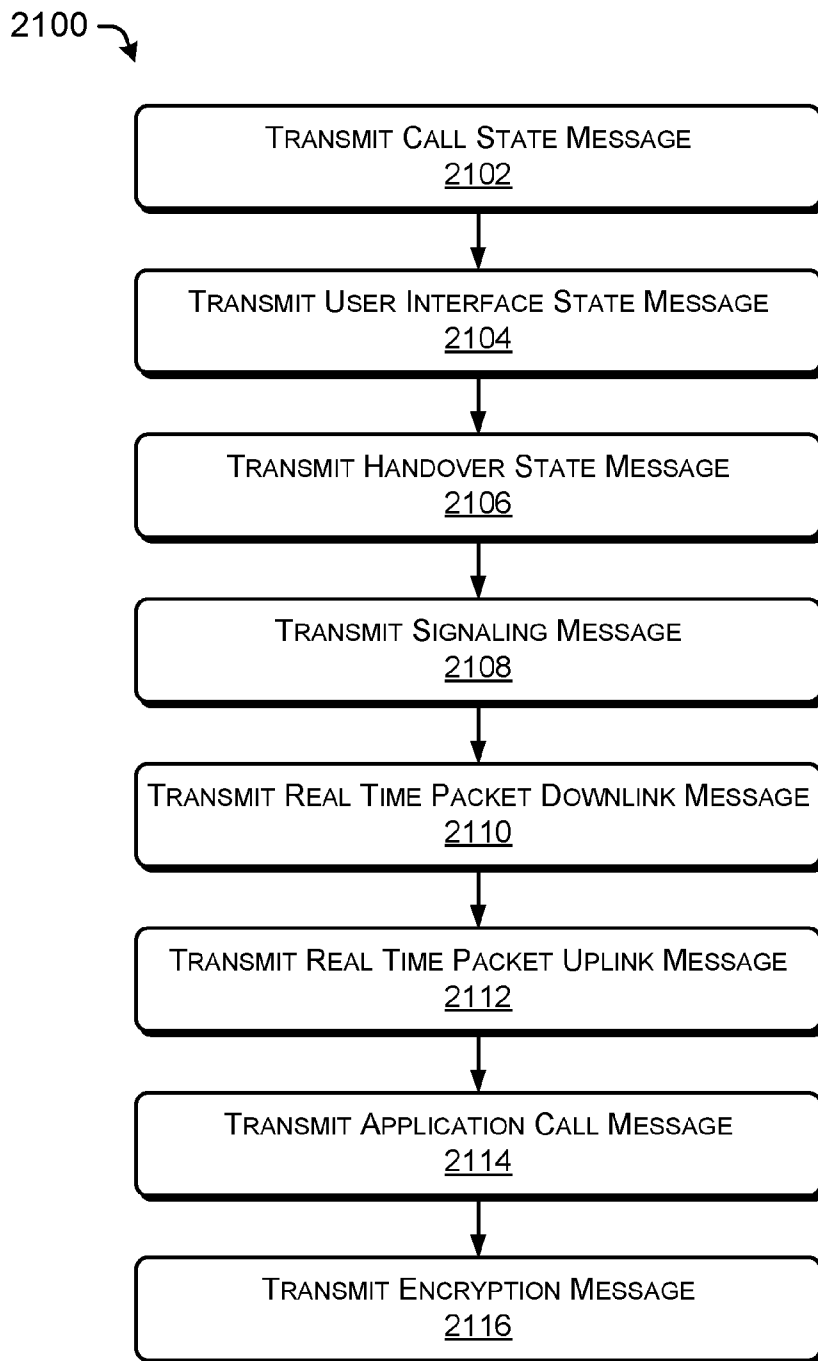 2100
TRANSMIT CALL STATE MESSAGE
2102
TRANSMIT USER INTERFACE STATE MESSAGE
2104
TRANSMIT HANDOVER STATE MESSAGE
2106
TRANSMIT SIGNALING MESSAGE
2108
TRANSMIT REAL TIME PACKET DOWNLINK MESSAGE
2110
TRANSMIT REAL TIME PACKET UPLINK MESSAGE
2112
TRANSMIT APPLICATION CALL MESSAGE
2114
TRANSMIT ENCRYPTION MESSAGE
2116